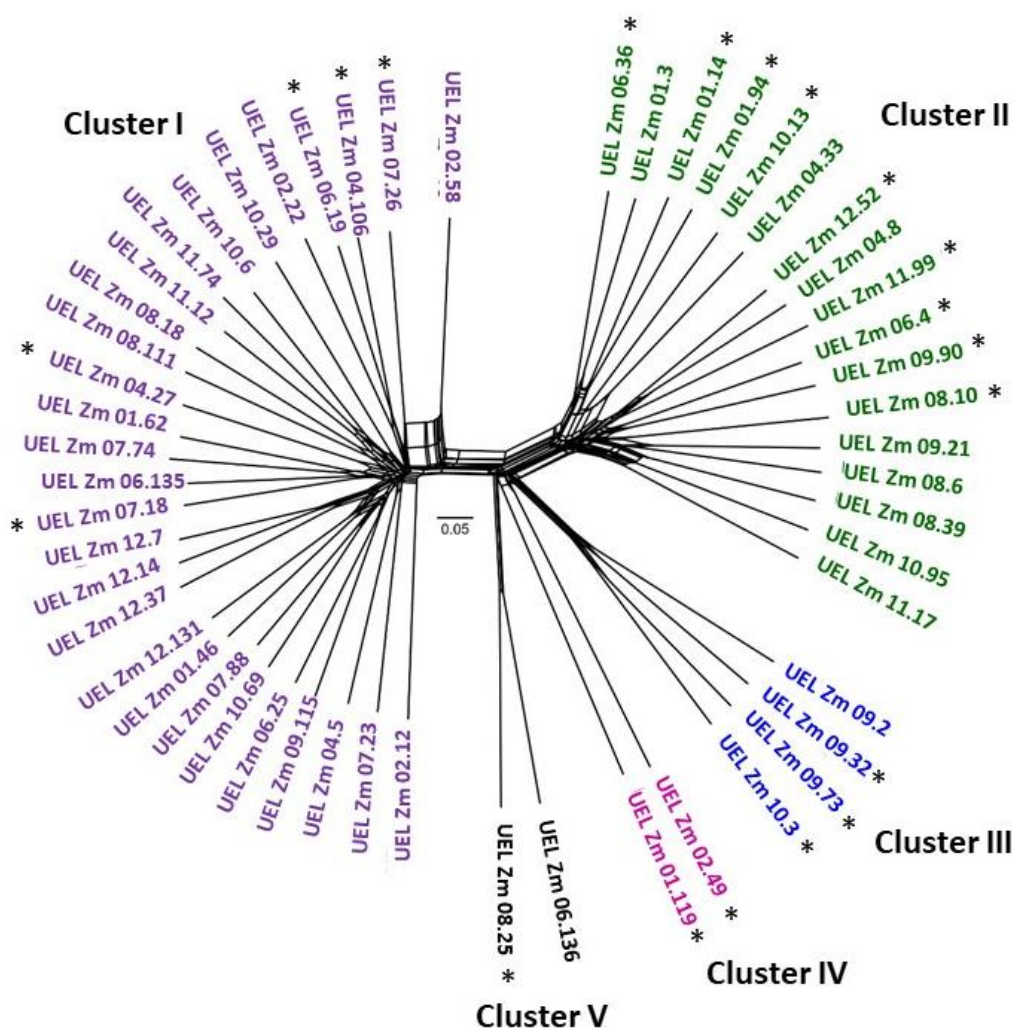 Cluster I
UEL Zm 02.58
* UEL Zm 07.26
* UEL Zm 04.106
* UEL Zm 06.19
UEL Zm 02.22
UEL Zm 10.29
UEL Zm 10.6
UEL Zm 11.74
UEL Zm 11.12
UEL Zm 08.18
UEL Zm 08.111
* UEL Zm 04.27
UEL Zm 01.62
UEL Zm 07.74
UEL Zm 06.135
* UEL Zm 07.18
UEL Zm 12.7
UEL Zm 12.14
UEL Zm 12.37
UEL Zm 12.131
UEL Zm 01.46
UEL Zm 07.88
UEL Zm 10.69
UEL Zm 06.25
UEL Zm 09.115
UEL Zm 04.5
UEL Zm 07.23
UEL Zm 02.12
Cluster II
UEL Zm 06.36 *
UEL Zm 01.3
UEL Zm 01.14 *
UEL Zm 01.94 *
UEL Zm 10.13 *
UEL Zm 04.33
UEL Zm 12.52 *
UEL Zm 04.8
UEL Zm 11.99 *
UEL Zm 06.4 *
UEL Zm 09.90 *
UEL Zm 08.10 *
UEL Zm 09.21
UEL Zm 08.6
UEL Zm 08.39
UEL Zm 10.95
UEL Zm 11.17
0.05
UEL Zm 09.2
UEL Zm 09.32 *
UEL Zm 09.73 *
UEL Zm 10.3 *
Cluster III
UEL Zm 02.49 *
UEL Zm 01.119 *
Cluster IV
UEL Zm 06.136
UEL Zm 08.25 *
Cluster V